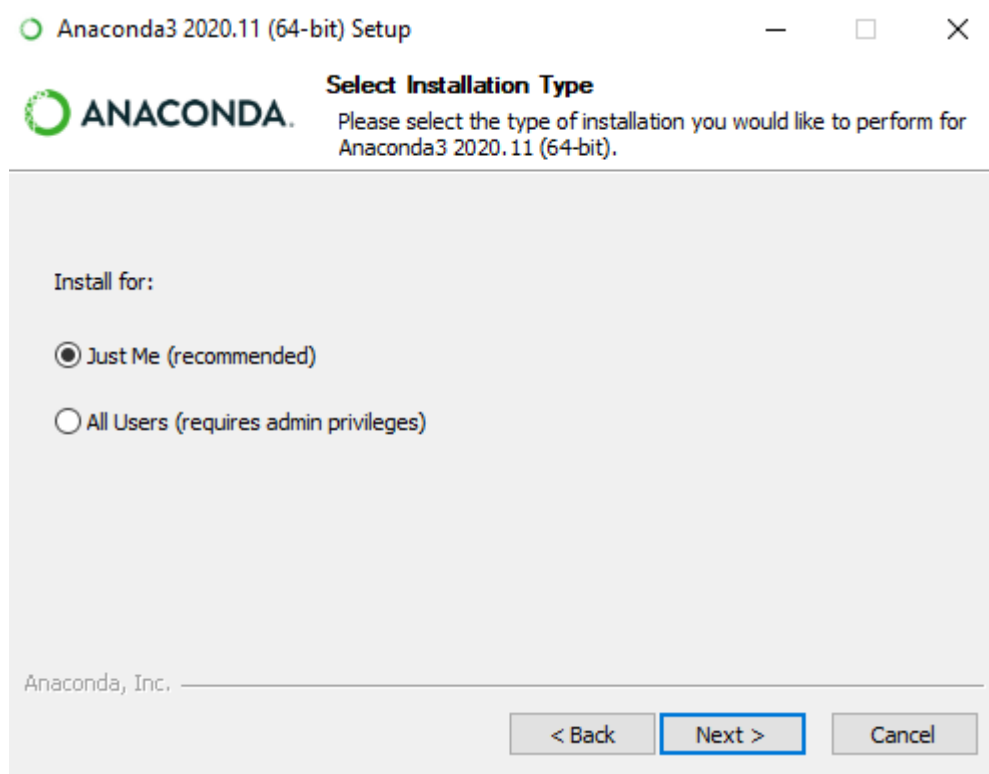 Anaconda3 2020.11 (64-bit) Setup
ANACONDA.
Select Installation Type
Please select the type of installation you would like to perform for
Anaconda3 2020.11 (64-bit).
Install for:
Just Me (recommended)
All Users (requires admin privileges)
Anaconda, Inc.
< Back
Next >
Cancel